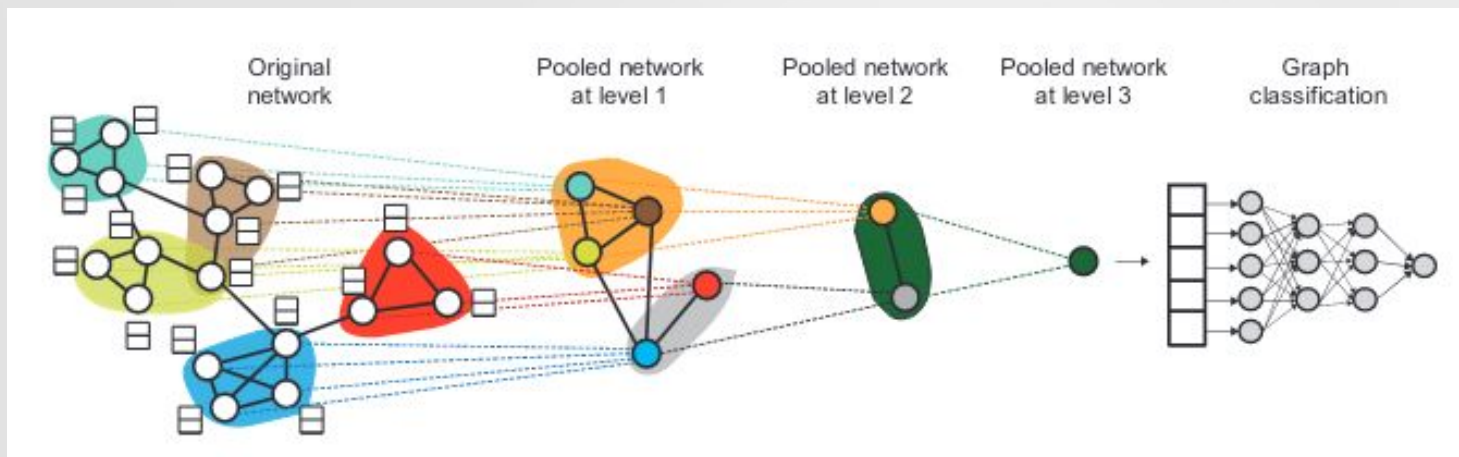 Original
network
Pooled network
at level 1
Pooled network
at level 2
Pooled network
at level 3
Graph
classification